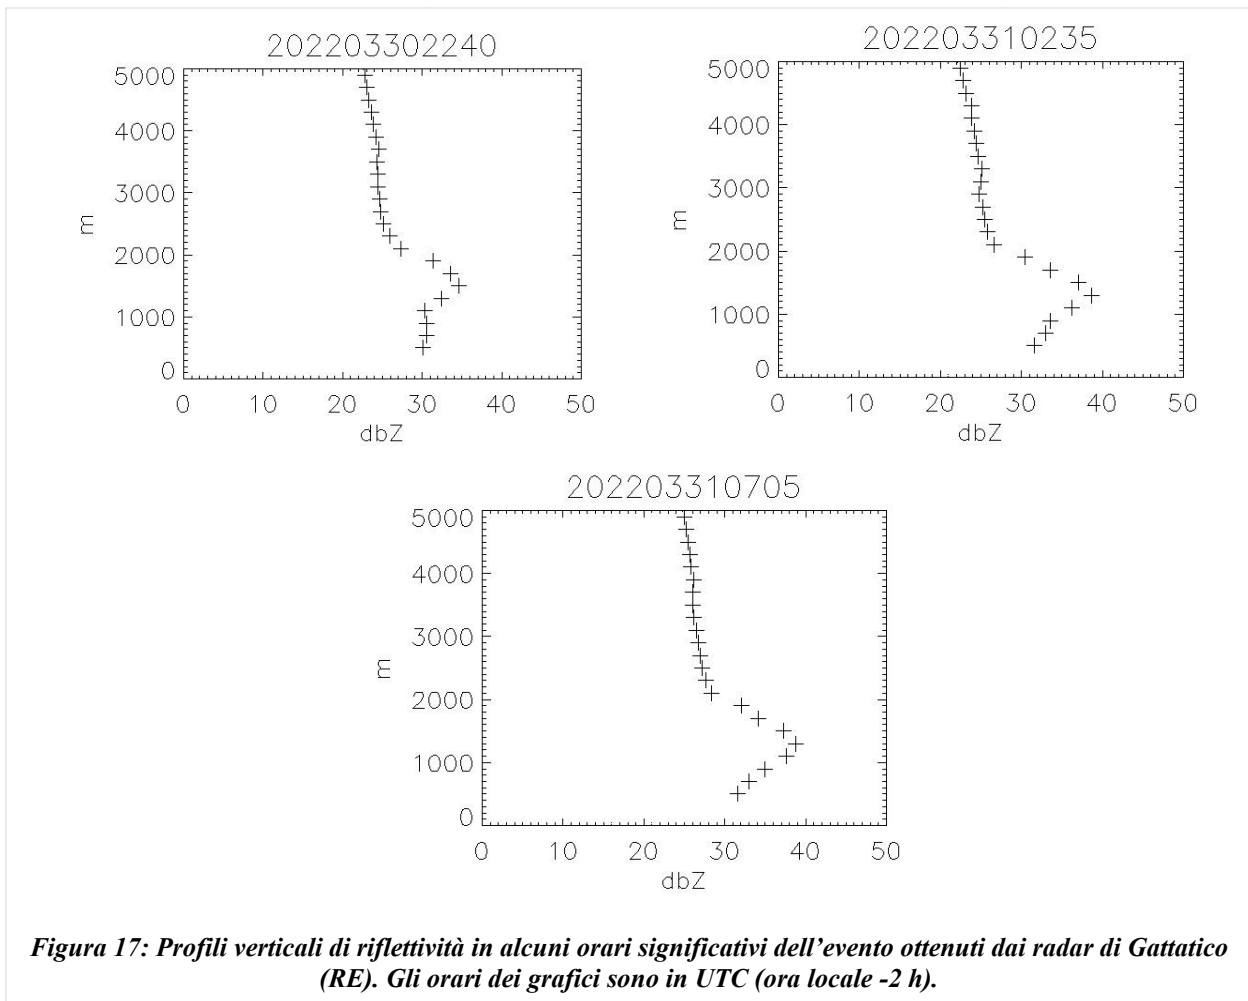 202203302240
5000
4000
3000
2000
1000
0
m
0 10 20 30 40 50
dbZ
202203310235
5000
4000
3000
2000
1000
0
m
0 10 20 30 40 50
dbZ
202203310705
5000
4000
3000
2000
1000
0
m
0 10 20 30 40 50
dbZ
Figura 17: Profili verticali di riflettività in alcuni orari significativi dell’evento ottenuti dai radar di Gattatico
(RE). Gli orari dei grafici sono in UTC (ora locale -2 h).